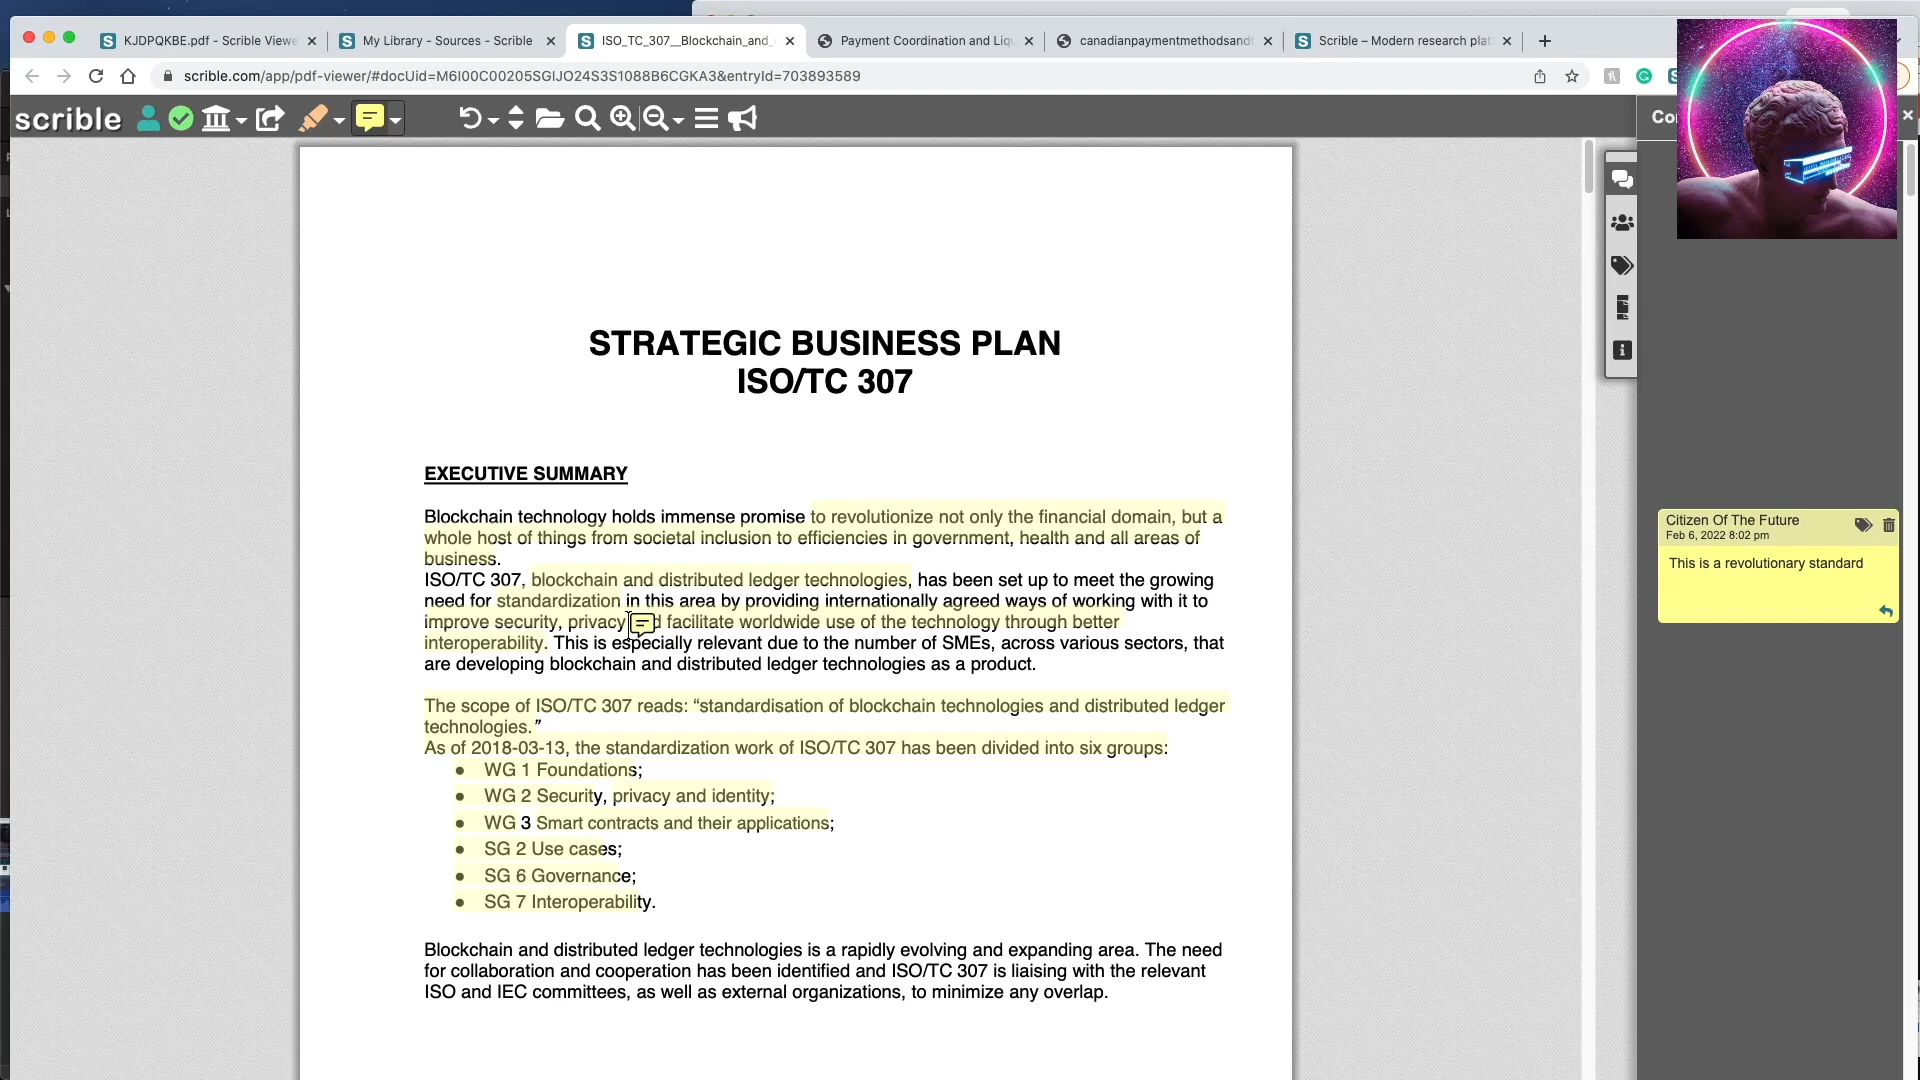 KJDPQKBE.pdf - Scrible Viewe
My Library - Sources - Scrible
ISO_TC_307__Blockchain_and_
Payment Coordination and Liqu
canadianpaymentmethodsandt
Scrible – Modern research plat
scrible.com/app/pdf-viewer/#docUid=M6I00C00205SGIJO24S3S1088B6CGKA3&entryId=703893589
scrible
STRATEGIC BUSINESS PLAN
ISO/TC 307
EXECUTIVE SUMMARY
Blockchain technology holds immense promise to revolutionize not only the financial domain, but a
whole host of things from societal inclusion to efficiencies in government, health and all areas of
business.
ISO/TC 307, blockchain and distributed ledger technologies, has been set up to meet the growing
need for standardization in this area by providing internationally agreed ways of working with it to
improve security, privacy d facilitate worldwide use of the technology through better
interoperability. This is especially relevant due to the number of SMEs, across various sectors, that
are developing blockchain and distributed ledger technologies as a product.
The scope of ISO/TC 307 reads: “standardisation of blockchain technologies and distributed ledger
technologies.”
As of 2018-03-13, the standardization work of ISO/TC 307 has been divided into six groups:
● WG 1 Foundations;
● WG 2 Security, privacy and identity;
● WG 3 Smart contracts and their applications;
● SG 2 Use cases;
● SG 6 Governance;
● SG 7 Interoperability.
Blockchain and distributed ledger technologies is a rapidly evolving and expanding area. The need
for collaboration and cooperation has been identified and ISO/TC 307 is liaising with the relevant
ISO and IEC committees, as well as external organizations, to minimize any overlap.
Co
Citizen Of The Future
Feb 6, 2022 8:02 pm
This is a revolutionary standard